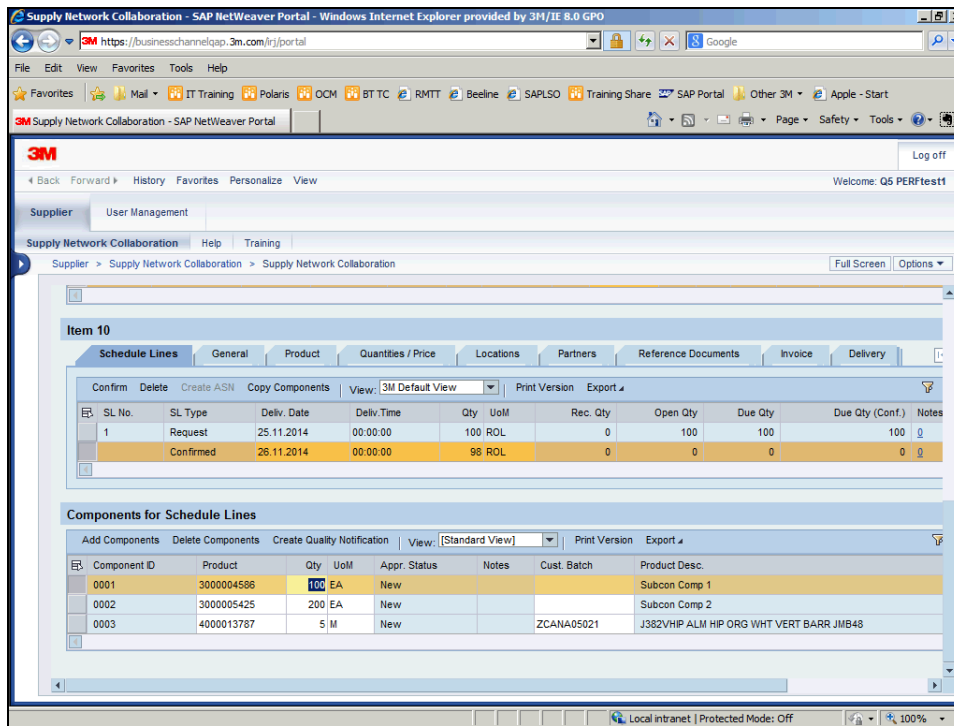 Supply Network Collaboration - SAP NetWeaver Portal - Windows Internet Explorer provided by 3M/IE 8.0 GPO
3M https://businesschannelqap.3m.com/irj/portal
Google
File Edit View Favorites Tools Help
Favorites Mail IT Training Polaris OCM BT TC RMTT Beeline SAPLSO Training Share SAP Portal Other 3M Apple - Start
3M Supply Network Collaboration - SAP NetWeaver Portal
Page Safety Tools
3M
Log off
Back Forward History Favorites Personalize View
Welcome: Q5 PERFtest1
Supplier User Management
Supply Network Collaboration Help Training
Supplier > Supply Network Collaboration > Supply Network Collaboration
Full Screen Options
Item 10
Schedule Lines General Product Quantities / Price Locations Partners Reference Documents Invoice Delivery
Confirm Delete Create ASN Copy Components View: 3M Default View Print Version Export
SL No. SL Type Deliv. Date Deliv.Time Qty UoM Rec. Qty Open Qty Due Qty Due Qty (Conf.) Notes
1 Request 25.11.2014 00:00:00 100 ROL 0 100 100 100 0
Confirmed 26.11.2014 00:00:00 98 ROL 0 0 0 0 0
Components for Schedule Lines
Add Components Delete Components Create Quality Notification View: [Standard View] Print Version Export
Component ID Product Qty UoM Appr. Status Notes Cust. Batch Product Desc.
0001 3000004586 100 EA New Subcon Comp 1
0002 3000005425 200 EA New Subcon Comp 2
0003 4000013787 5 M New ZCANA05021 J382VHIP ALM HIP ORG WHT VERT BARR JMB48
Local intranet | Protected Mode: Off
100%